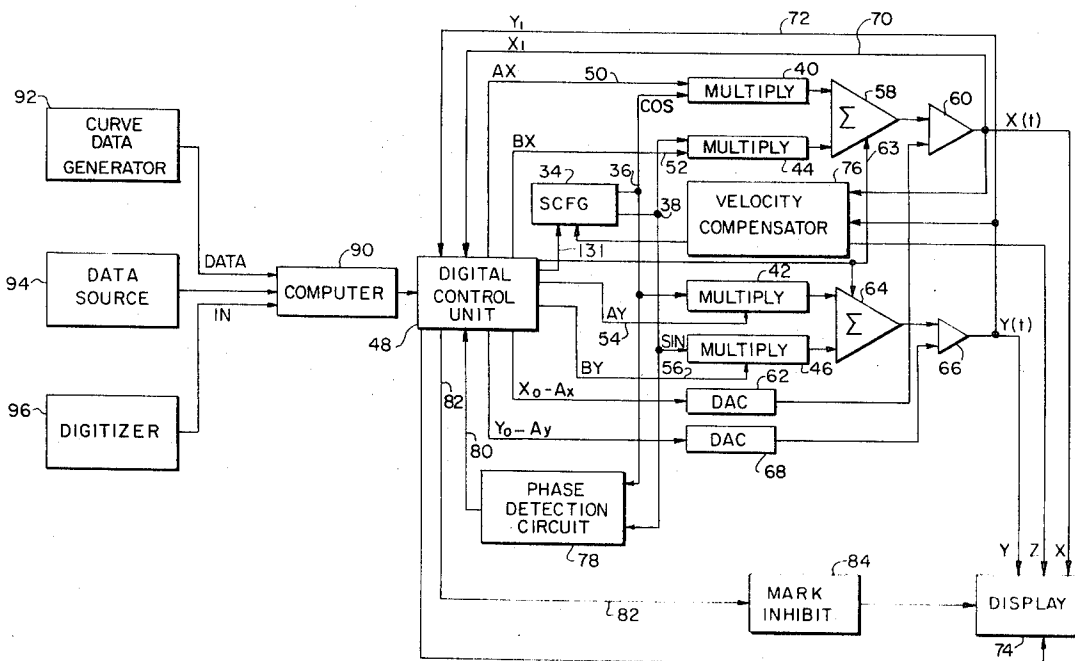 Y₁
72
70
X₁
AX
50
40
MULTIPLY
COS
58
Σ
60
X(t)
92
CURVE
DATA
GENERATOR
BX
52
MULTIPLY
44
63
36
34
SCFG
38
76
VELOCITY
COMPENSATOR
131
DATA
94
DATA
SOURCE
IN
90
COMPUTER
DIGITAL
CONTROL
UNIT
48
42
MULTIPLY
64
Σ
AY
54
SIN
Y(t)
BY
56
MULTIPLY
46
66
96
DIGITIZER
82
80
X₀-Ax
62
DAC
Y₀-Ay
DAC
68
PHASE
DETECTION
CIRCUIT
78
Y
Z
X
84
MARK
INHIBIT
82
DISPLAY
74